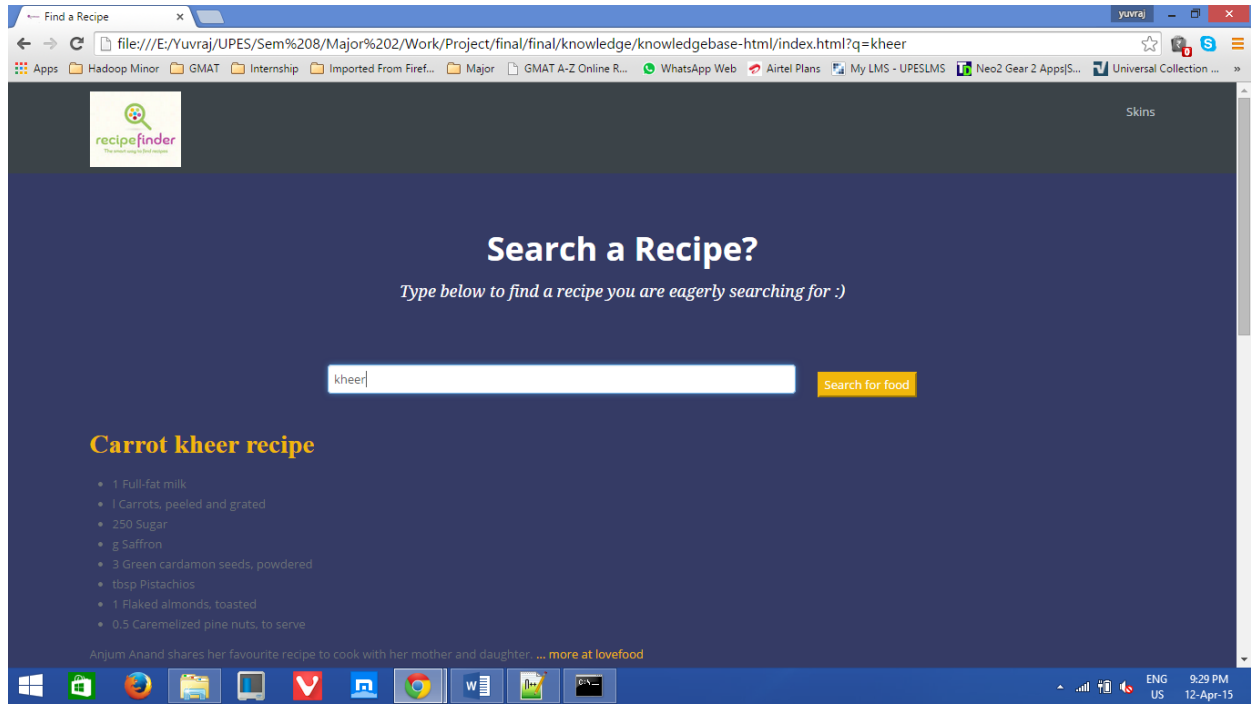 Find a Recipe
yuvraj
file:///E:/Yuvraj/UPES/Sem%208/Major%202/Work/Project/final/final/knowledge/knowledgebase-html/index.html?q=kheer
Apps Hadoop Minor GMAT Internship Imported From Firef... Major GMAT A-Z Online R... WhatsApp Web Airtel Plans My LMS - UPESLMS Neo2 Gear 2 Apps|S... Universal Collection ... »
recipefinder
The smart way to find recipes
Skins
Search a Recipe?
Type below to find a recipe you are eagerly searching for :)
kheer
Search for food
Carrot kheer recipe
• 1 Full-fat milk
• l Carrots, peeled and grated
• 250 Sugar
• g Saffron
• 3 Green cardamon seeds, powdered
• tbsp Pistachios
• 1 Flaked almonds, toasted
• 0.5 Caremelized pine nuts, to serve
Anjum Anand shares her favourite recipe to cook with her mother and daughter. ... more at lovefood
ENG 9:29 PM
US 12-Apr-15